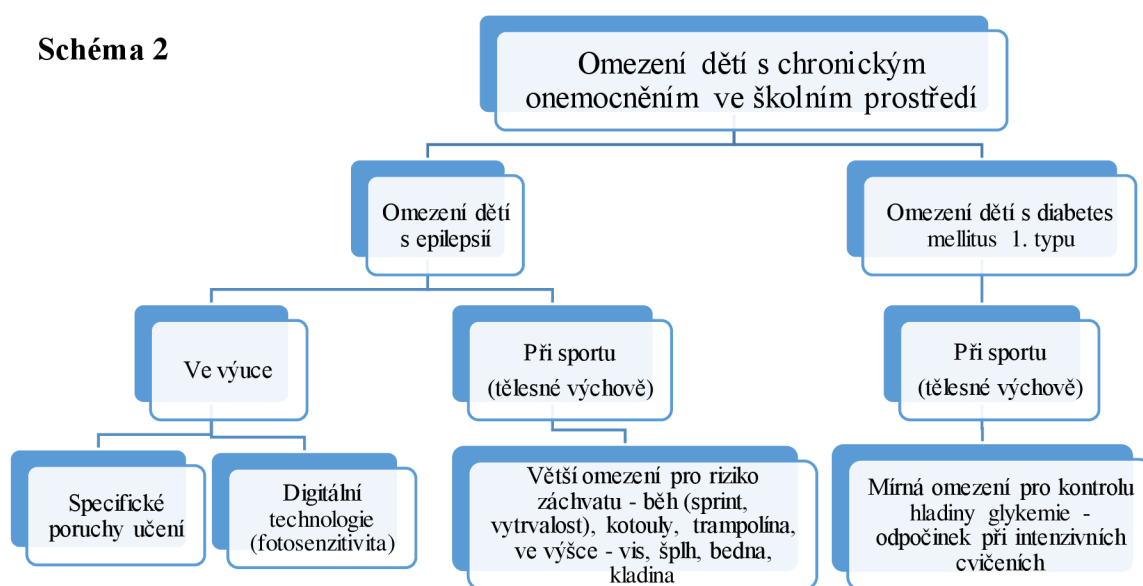 Schéma 2
Omezení dětí s chronickým
onemocněním ve školním prostředí
Omezení dětí
s epilepsií
Omezení dětí s diabetes
mellitus 1. typu
Ve výuce
Při sportu
(tělesné výchově)
Při sportu
(tělesné výchově)
Specifické
poruchy učení
Digitální
technologie
(fotosenzitivita)
Větší omezení pro riziko
záchvatu - běh (sprint,
vytrvalost), kotouly, trampolína,
ve výšce - vis, šplh, bedna,
kladina
Mírná omezení pro kontrolu
hladiny glykemie -
odpočinek při intenzivních
cvičeních